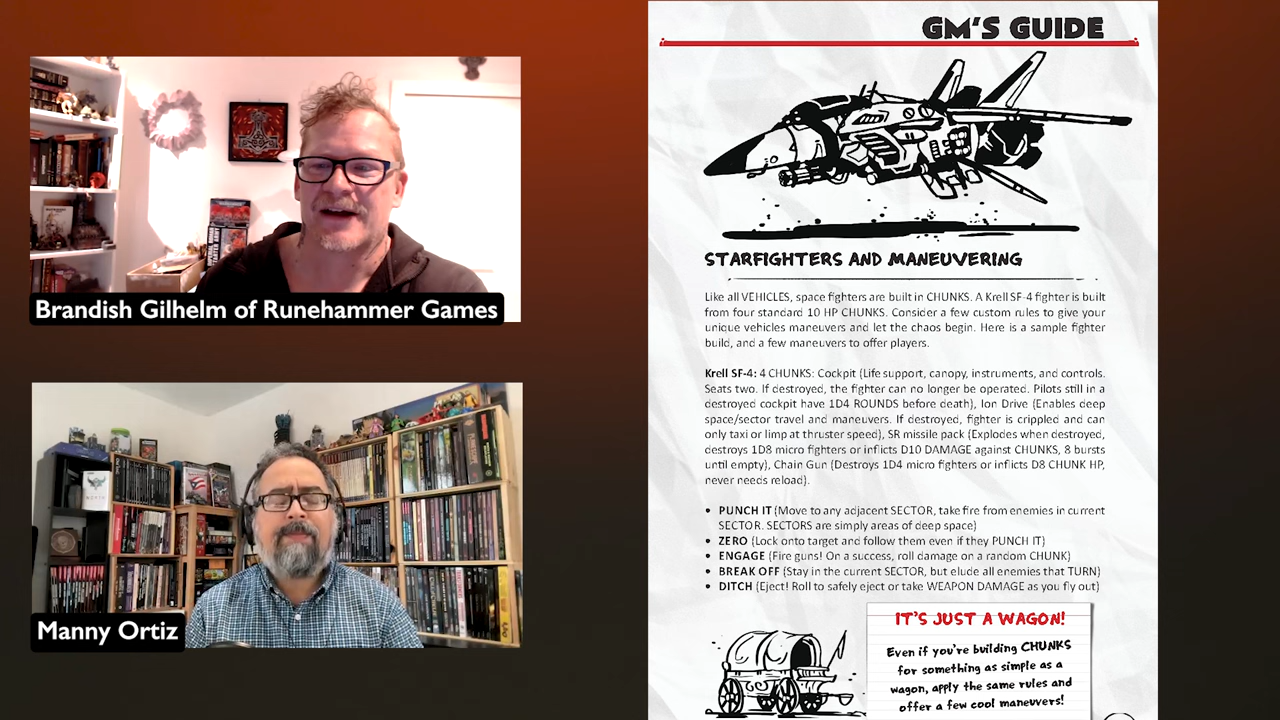 GM'S GUIDE
Brandish Gilhelm of Runehammer Games
Manny Ortiz
STARFIGHTERS AND MANEUVERING
Like all VEHICLES, space fighters are built in CHUNKS. A Krell SF-4 fighter is built
from four standard 10 HP CHUNKS. Consider a few custom rules to give your
unique vehicles maneuvers and let the chaos begin. Here is a sample fighter
build, and a few maneuvers to offer players.
Krell SF-4: 4 CHUNKS: Cockpit (Life support, canopy, instruments, and controls.
Seats two. If destroyed, the fighter can no longer be operated. Pilots still in a
destroyed cockpit have 1D4 ROUNDS before death), Ion Drive (Enables deep
space/sector travel and maneuvers. If destroyed, fighter is crippled and can
only taxi or limp at thruster speed), SR missile pack (Explodes when destroyed,
destroys 1D8 micro fighters or inflicts D10 DAMAGE against CHUNKS, 8 bursts
until empty), Chain Gun (Destroys 1D4 micro fighters or inflicts D8 CHUNK HP,
never needs reload).
• PUNCH IT (Move to any adjacent SECTOR, take fire from enemies in current
SECTOR. SECTORS are simply areas of deep space)
• ZERO (Lock onto target and follow them even if they PUNCH IT)
• ENGAGE (Fire guns! On a success, roll damage on a random CHUNK)
• BREAK OFF (Stay in the current SECTOR, but elude all enemies that TURN)
• DITCH (Eject! Roll to safely eject or take WEAPON DAMAGE as you fly out)
IT'S JUST A WAGON!
Even if you're building CHUNKS
for something as simple as a
wagon, apply the same rules and
offer a few cool maneuvers!